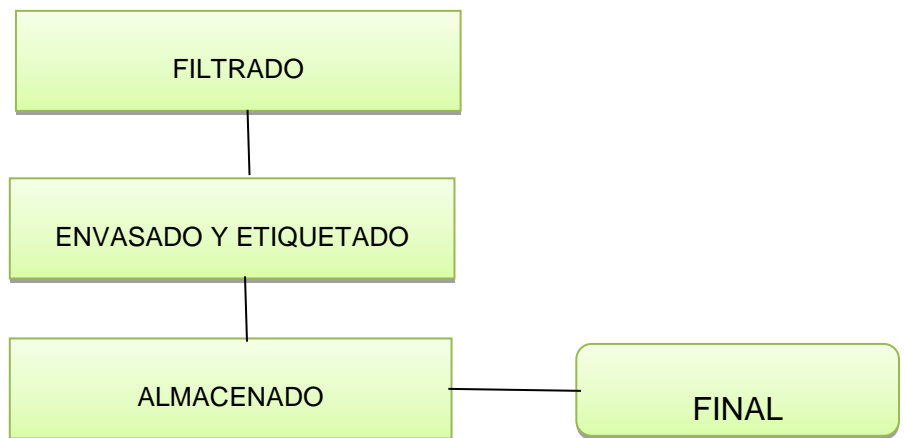 FILTRADO
ENVASADO Y ETIQUETADO
ALMACENADO
FINAL